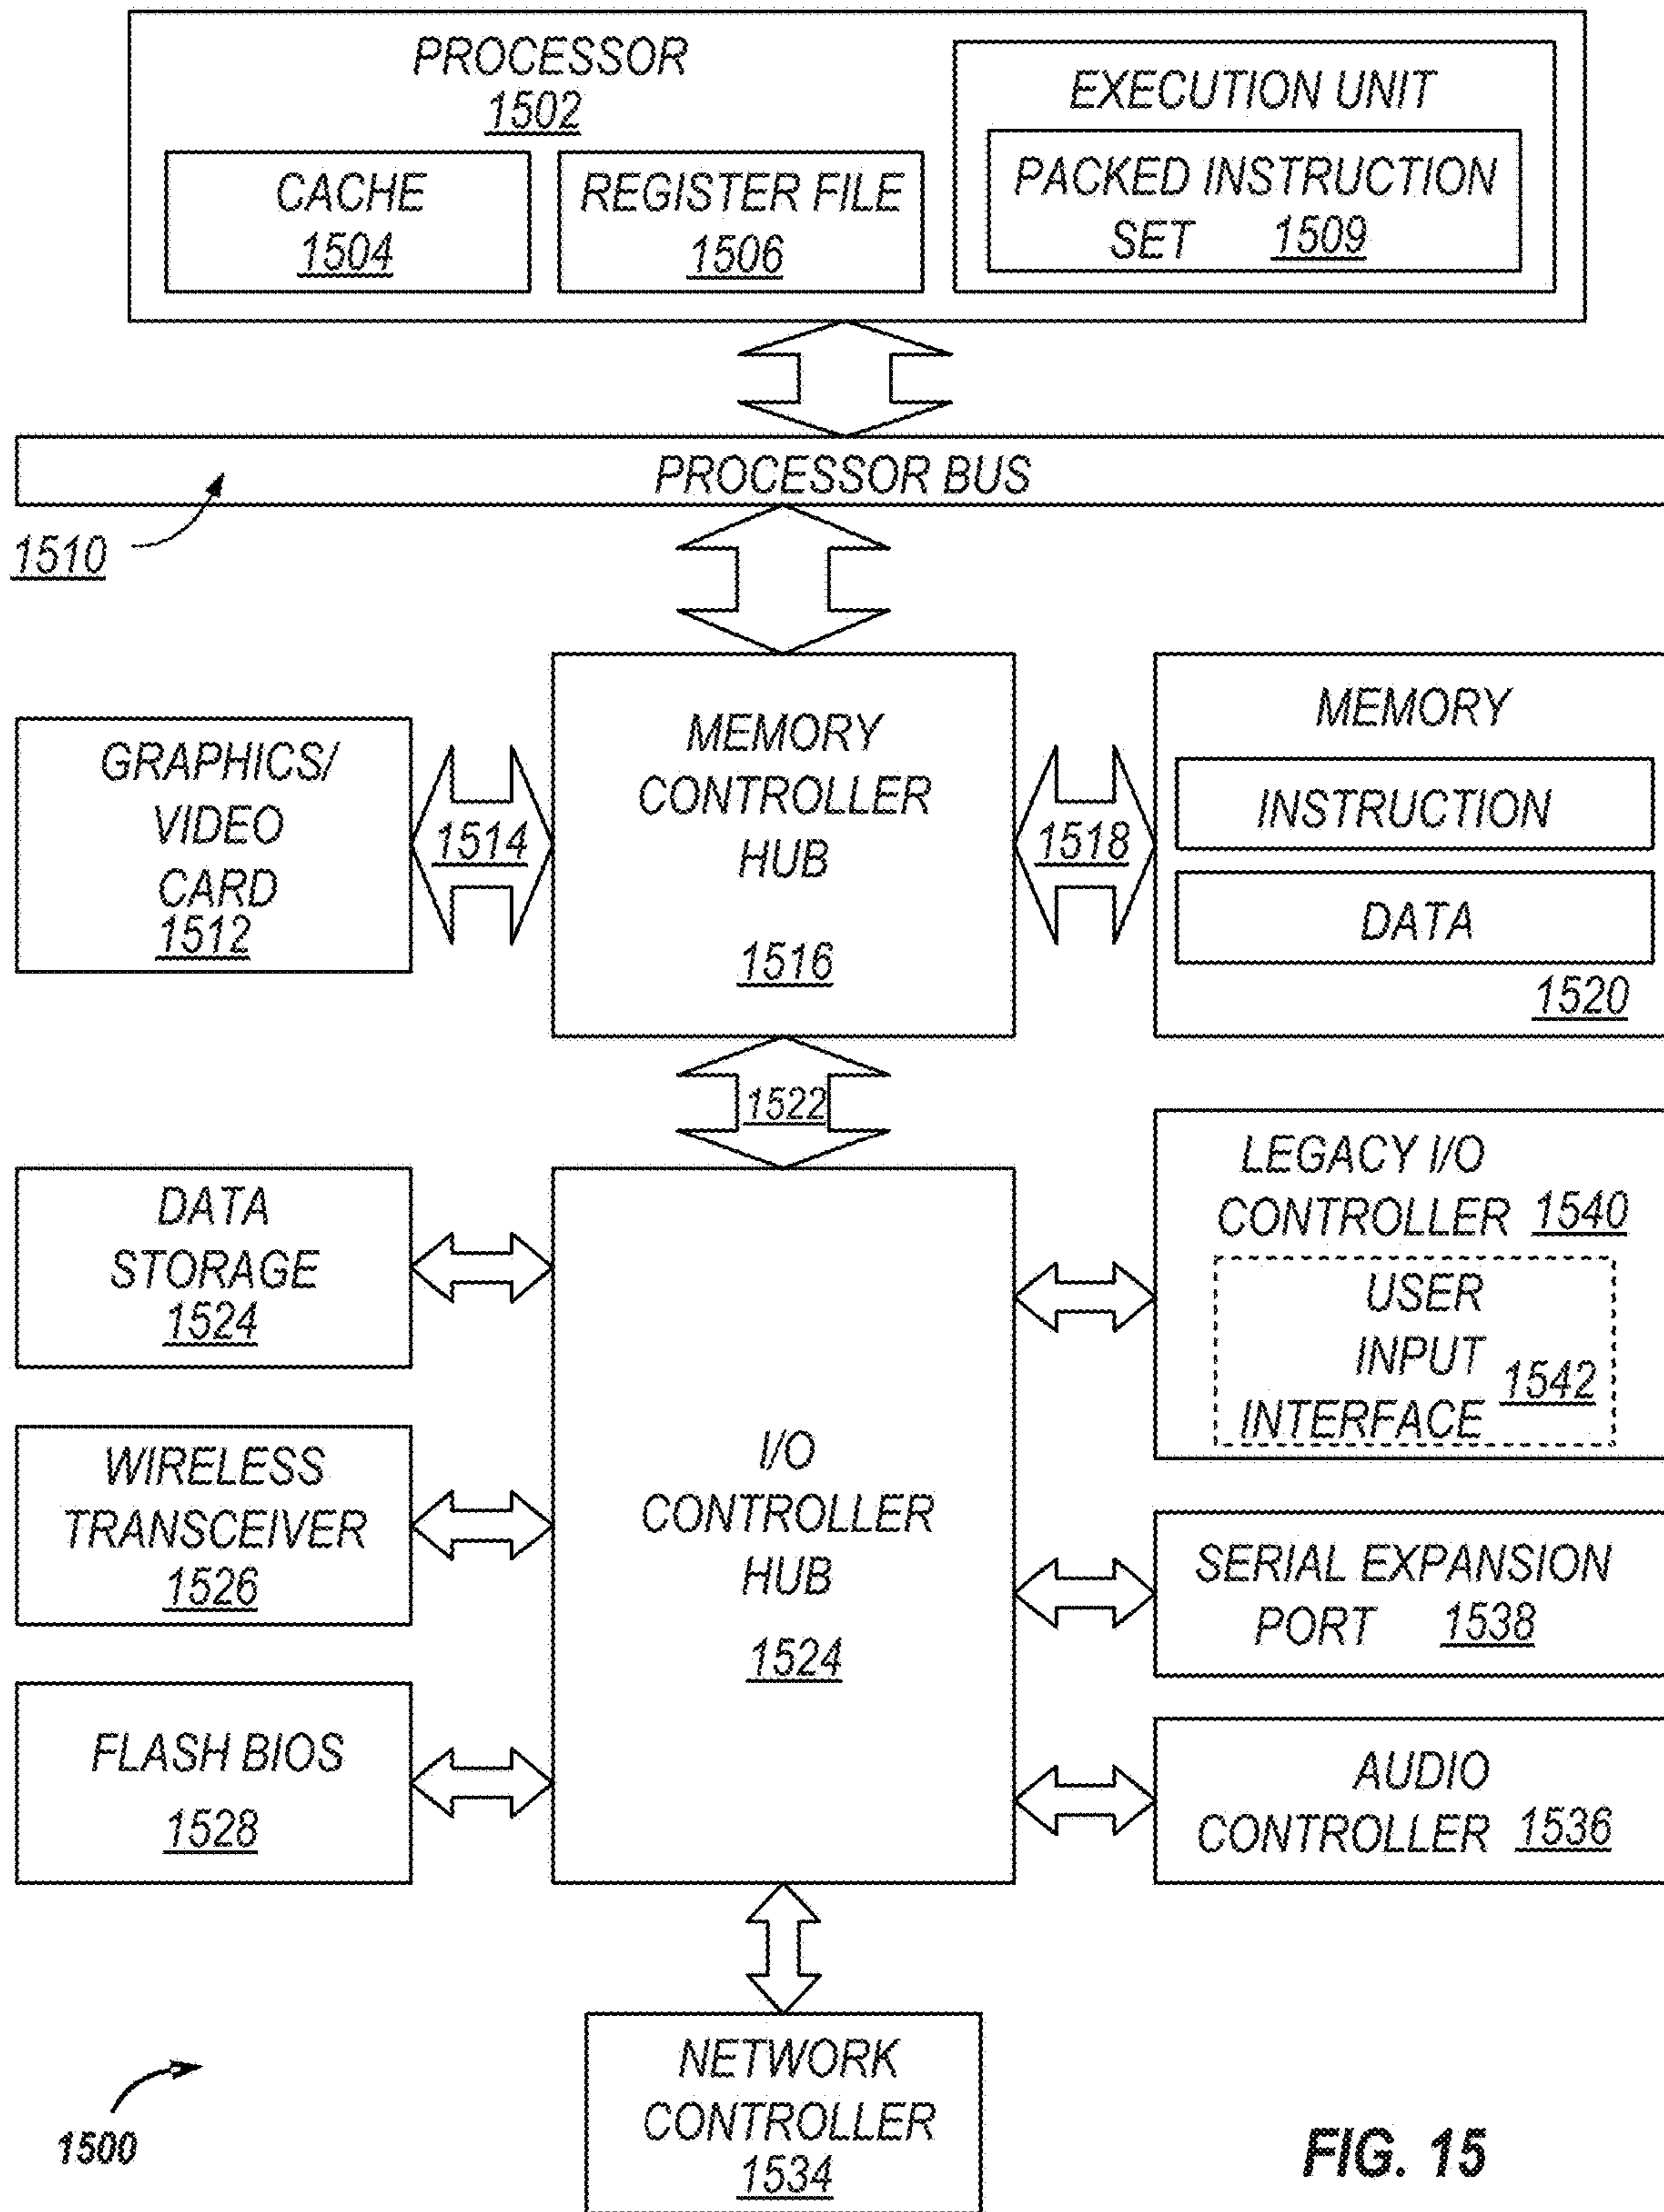 PROCESSOR
1502
CACHE
1504
REGISTER FILE
1506
EXECUTION UNIT
PACKED INSTRUCTION
SET 1509
PROCESSOR BUS
1510
GRAPHICS/
VIDEO
CARD
1512
1514
MEMORY
CONTROLLER
HUB
1516
1518
MEMORY
INSTRUCTION
DATA
1520
1522
DATA
STORAGE
1524
WIRELESS
TRANSCEIVER
1526
FLASH BIOS
1528
I/O
CONTROLLER
HUB
1524
LEGACY I/O
CONTROLLER 1540
USER
INPUT
INTERFACE 1542
SERIAL EXPANSION
PORT 1538
AUDIO
CONTROLLER 1536
NETWORK
CONTROLLER
1534
1500
FIG. 15